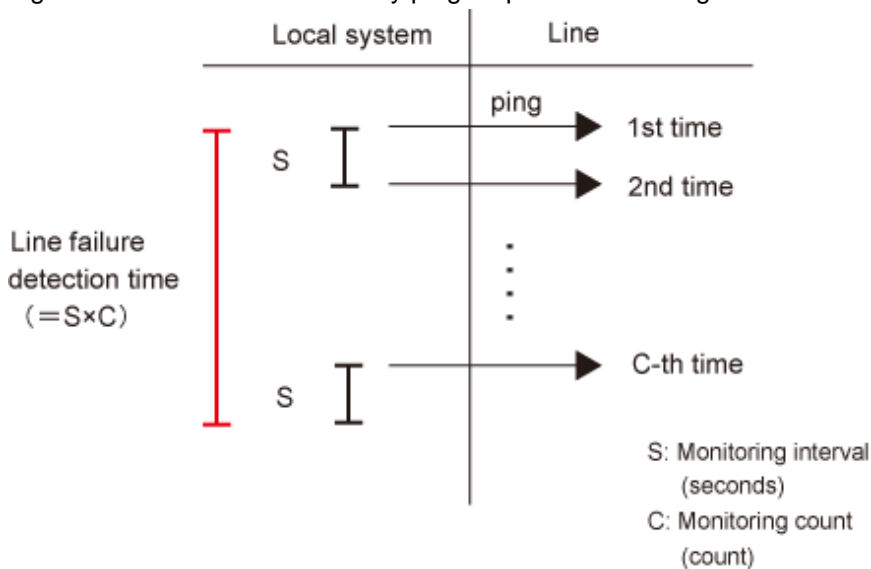 Local system
Line
ping
1st time
S
2nd time
Line failure
detection time
(=S×C)
C-th time
S
S: Monitoring interval
(seconds)
C: Monitoring count
(count)